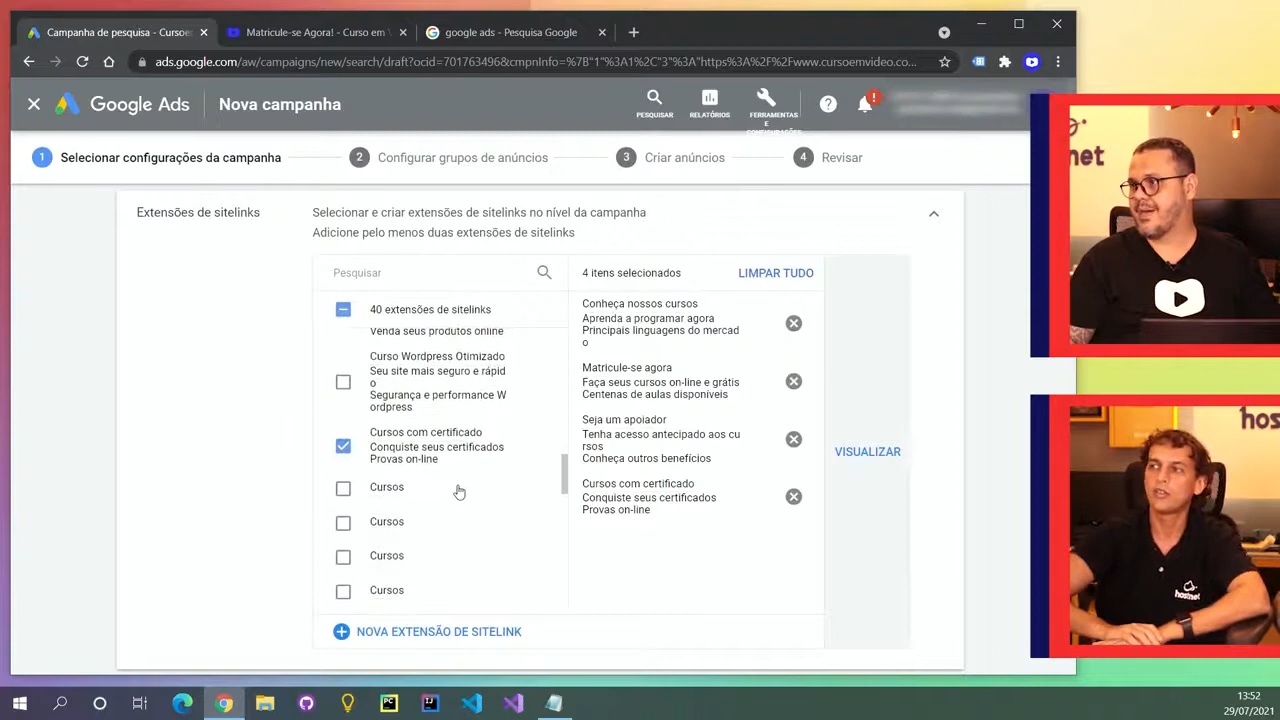 Campanha de pesquisa - Cursoe
Matricule-se Agora! - Curso em V
google ads - Pesquisa Google
ads.google.com/aw/campaigns/new/search/draft?ocid=701763496&cmpnInfo=%7B"1"%3A1%2C"3"%3A"https%3A%2F%2Fwww.cursoemvideo.co...
Google Ads
Nova campanha
PESQUISAR
RELATÓRIOS
FERRAMENTAS
E
CONFIGURAÇÕES
1 Selecionar configurações da campanha
2 Configurar grupos de anúncios
3 Criar anúncios
4 Revisar
Extensões de sitelinks
Selecionar e criar extensões de sitelinks no nível da campanha
Adicione pelo menos duas extensões de sitelinks
Pesquisar
40 extensões de sitelinks
Venda seus produtos online
Curso Wordpress Otimizado
Seu site mais seguro e rápid
o
Segurança e performance W
ordpress
Cursos com certificado
Conquiste seus certificados
Provas on-line
Cursos
Cursos
Cursos
Cursos
NOVA EXTENSÃO DE SITELINK
4 itens selecionados
LIMPAR TUDO
Conheça nossos cursos
Aprenda a programar agora
Principais linguagens do mercad
o
Matricule-se agora
Faça seus cursos on-line e grátis
Centenas de aulas disponíveis
Seja um apoiador
Tenha acesso antecipado aos cu
rsos
Conheça outros benefícios
Cursos com certificado
Conquiste seus certificados
Provas on-line
VISUALIZAR
net
host
hostnet
13:52
29/07/2021